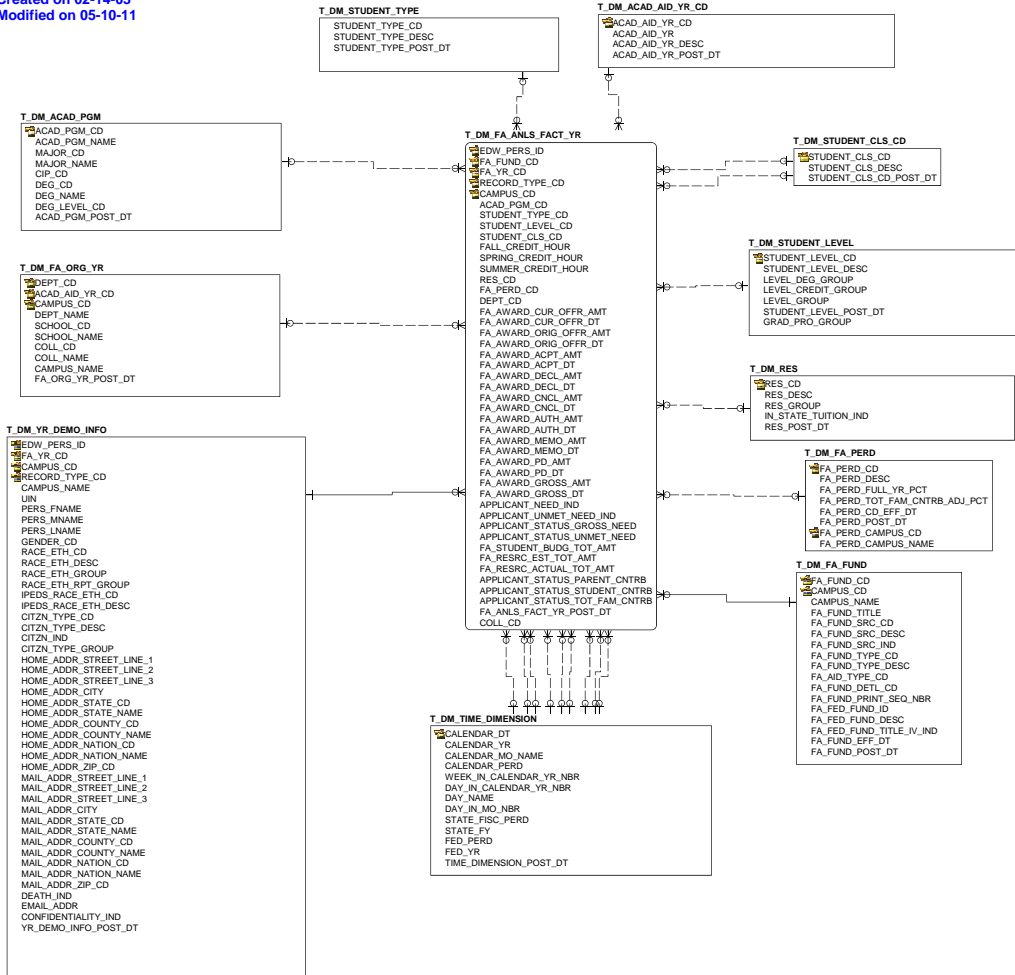 Created on 02-14-03
Modified on 05-10-11
T_DM_STUDENT_TYPE
STUDENT_TYPE_CD
STUDENT_TYPE_DESC
STUDENT_TYPE_POST_DT
T_DM_ACAD_AID_YR_CD
ACAD_AID_YR_CD
ACAD_AID_YR
ACAD_AID_YR_DESC
ACAD_AID_YR_POST_DT
T_DM_ACAD_PGM
ACAD_PGM_CD
ACAD_PGM_NAME
MAJOR_CD
MAJOR_NAME
CIP_CD
DEG_CD
DEG_NAME
DEG_LEVEL_CD
ACAD_PGM_POST_DT
T_DM_FA_ANLS_FACT_YR
EDW_PERS_ID
FA_FUND_CD
FA_YR_CD
RECORD_TYPE_CD
CAMPUS_CD
ACAD_PGM_CD
STUDENT_TYPE_CD
STUDENT_LEVEL_CD
STUDENT_CLS_CD
FALL_CREDIT_HOUR
SPRING_CREDIT_HOUR
SUMMER_CREDIT_HOUR
RES_CD
FA_PERD_CD
DEPT_CD
FA_AWARD_CUR_OFFR_AMT
FA_AWARD_CUR_OFFR_DT
FA_AWARD_ORIG_OFFR_AMT
FA_AWARD_ORIG_OFFR_DT
FA_AWARD_ACPT_AMT
FA_AWARD_ACPT_DT
FA_AWARD_DECL_AMT
FA_AWARD_DECL_DT
FA_AWARD_CNCL_AMT
FA_AWARD_CNCL_DT
FA_AWARD_AUTH_AMT
FA_AWARD_AUTH_DT
FA_AWARD_MEMO_AMT
FA_AWARD_MEMO_DT
FA_AWARD_PD_AMT
FA_AWARD_PD_DT
FA_AWARD_GROSS_AMT
FA_AWARD_GROSS_DT
APPLICANT_NEED_IND
APPLICANT_UNMET_NEED_IND
APPLICANT_STATUS_GROSS_NEED
APPLICANT_STATUS_UNMET_NEED
FA_STUDENT_BUDG_TOT_AMT
FA_RESRC_EST_TOT_AMT
FA_RESRC_ACTUAL_TOT_AMT
APPLICANT_STATUS_PARENT_CNTRB
APPLICANT_STATUS_STUDENT_CNTRB
APPLICANT_STATUS_TOT_FAM_CNTRB
FA_ANLS_FACT_YR_POST_DT
COLL_CD
T_DM_STUDENT_CLS_CD
STUDENT_CLS_CD
STUDENT_CLS_DESC
STUDENT_CLS_CD_POST_DT
T_DM_STUDENT_LEVEL
STUDENT_LEVEL_CD
STUDENT_LEVEL_DESC
LEVEL_DEG_GROUP
LEVEL_CREDIT_GROUP
LEVEL_GROUP
STUDENT_LEVEL_POST_DT
GRAD_PRO_GROUP
T_DM_FA_ORG_YR
DEPT_CD
ACAD_AID_YR_CD
CAMPUS_CD
DEPT_NAME
SCHOOL_CD
SCHOOL_NAME
COLL_CD
COLL_NAME
CAMPUS_NAME
FA_ORG_YR_POST_DT
T_DM_RES
RES_CD
RES_DESC
RES_GROUP
IN_STATE_TUITION_IND
RES_POST_DT
T_DM_YR_DEMO_INFO
EDW_PERS_ID
FA_YR_CD
CAMPUS_CD
RECORD_TYPE_CD
CAMPUS_NAME
UIN
PERS_FNAME
PERS_MNAME
PERS_LNAME
GENDER_CD
RACE_ETH_CD
RACE_ETH_DESC
RACE_ETH_GROUP
RACE_ETH_RPT_GROUP
IPEDS_RACE_ETH_CD
IPEDS_RACE_ETH_DESC
CITZN_TYPE_CD
CITZN_TYPE_DESC
CITZN_IND
CITZN_TYPE_GROUP
HOME_ADDR_STREET_LINE_1
HOME_ADDR_STREET_LINE_2
HOME_ADDR_STREET_LINE_3
HOME_ADDR_CITY
HOME_ADDR_STATE_CD
HOME_ADDR_STATE_NAME
HOME_ADDR_COUNTY_CD
HOME_ADDR_COUNTY_NAME
HOME_ADDR_NATION_CD
HOME_ADDR_NATION_NAME
HOME_ADDR_ZIP_CD
MAIL_ADDR_STREET_LINE_1
MAIL_ADDR_STREET_LINE_2
MAIL_ADDR_STREET_LINE_3
MAIL_ADDR_CITY
MAIL_ADDR_STATE_CD
MAIL_ADDR_STATE_NAME
MAIL_ADDR_COUNTY_CD
MAIL_ADDR_COUNTY_NAME
MAIL_ADDR_NATION_CD
MAIL_ADDR_NATION_NAME
MAIL_ADDR_ZIP_CD
DEATH_IND
EMAIL_ADDR
CONFIDENTIALITY_IND
YR_DEMO_INFO_POST_DT
T_DM_FA_PERD
FA_PERD_CD
FA_PERD_DESC
FA_PERD_FULL_YR_PCT
FA_PERD_TOT_FAM_CNTRB_ADJ_PCT
FA_PERD_CD_EFF_DT
FA_PERD_POST_DT
FA_PERD_CAMPUS_CD
FA_PERD_CAMPUS_NAME
T_DM_FA_FUND
FA_FUND_CD
CAMPUS_CD
CAMPUS_NAME
FA_FUND_TITLE
FA_FUND_SRC_CD
FA_FUND_SRC_DESC
FA_FUND_SRC_IND
FA_FUND_TYPE_CD
FA_FUND_TYPE_DESC
FA_AID_TYPE_CD
FA_FUND_DETL_CD
FA_FUND_PRINT_SEQ_NBR
FA_FED_FUND_ID
FA_FED_FUND_DESC
FA_FED_FUND_TITLE_IV_IND
FA_FUND_EFF_DT
FA_FUND_POST_DT
T_DM_TIME_DIMENSION
CALENDAR_DT
CALENDAR_YR
CALENDAR_MO_NAME
CALENDAR_PERD
WEEK_IN_CALENDAR_YR_NBR
DAY_IN_CALENDAR_YR_NBR
DAY_NAME
DAY_IN_MO_NBR
STATE_FISC_PERD
STATE_FY
FED_PERD
FED_YR
TIME_DIMENSION_POST_DT